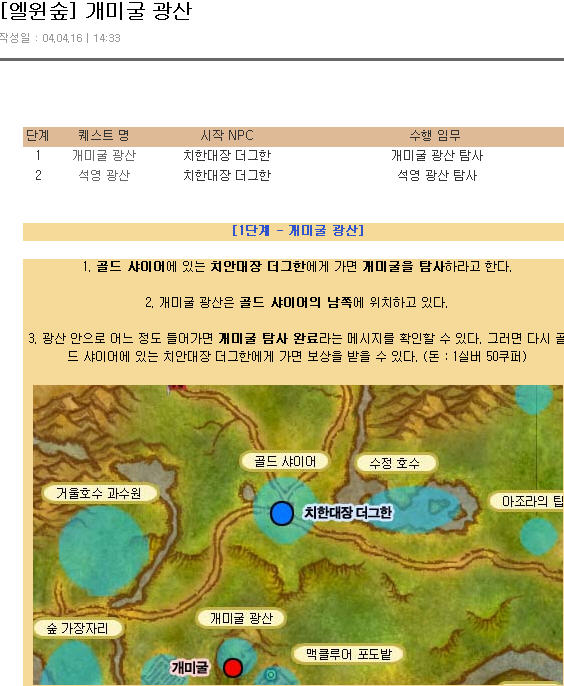 [엘윈숲] 개미굴 광산
작성일 : 04.04.16 | 14:33
단계 퀘스트 명 시작 NPC 수행 임무
1 개미굴 광산 치한대장 더그한 개미굴 광산 탐사
2 석영 광산 치한대장 더그한 석영 광산 탐사
[1단계 - 개미굴 광산]
1. 골드 샤이어에 있는 치안대장 더그한에게 가면 개미굴을 탐사하라고 한다.
2. 개미굴 광산은 골드 샤이어의 남쪽에 위치하고 있다.
3. 광산 안으로 어느 정도 들어가면 개미굴 탐사 완료라는 메시지를 확인할 수 있다. 그러면 다시 골
드 샤이어에 있는 치안대장 더그한에게 가면 보상을 받을 수 있다. (돈 : 1실버 50쿠퍼)
골드 샤이어
수정 호수
거울호수 과수원
치한대장 더그한
아조라의 탑
개미굴 광산
숲 가장자리
맥클루어 포도밭
개미굴